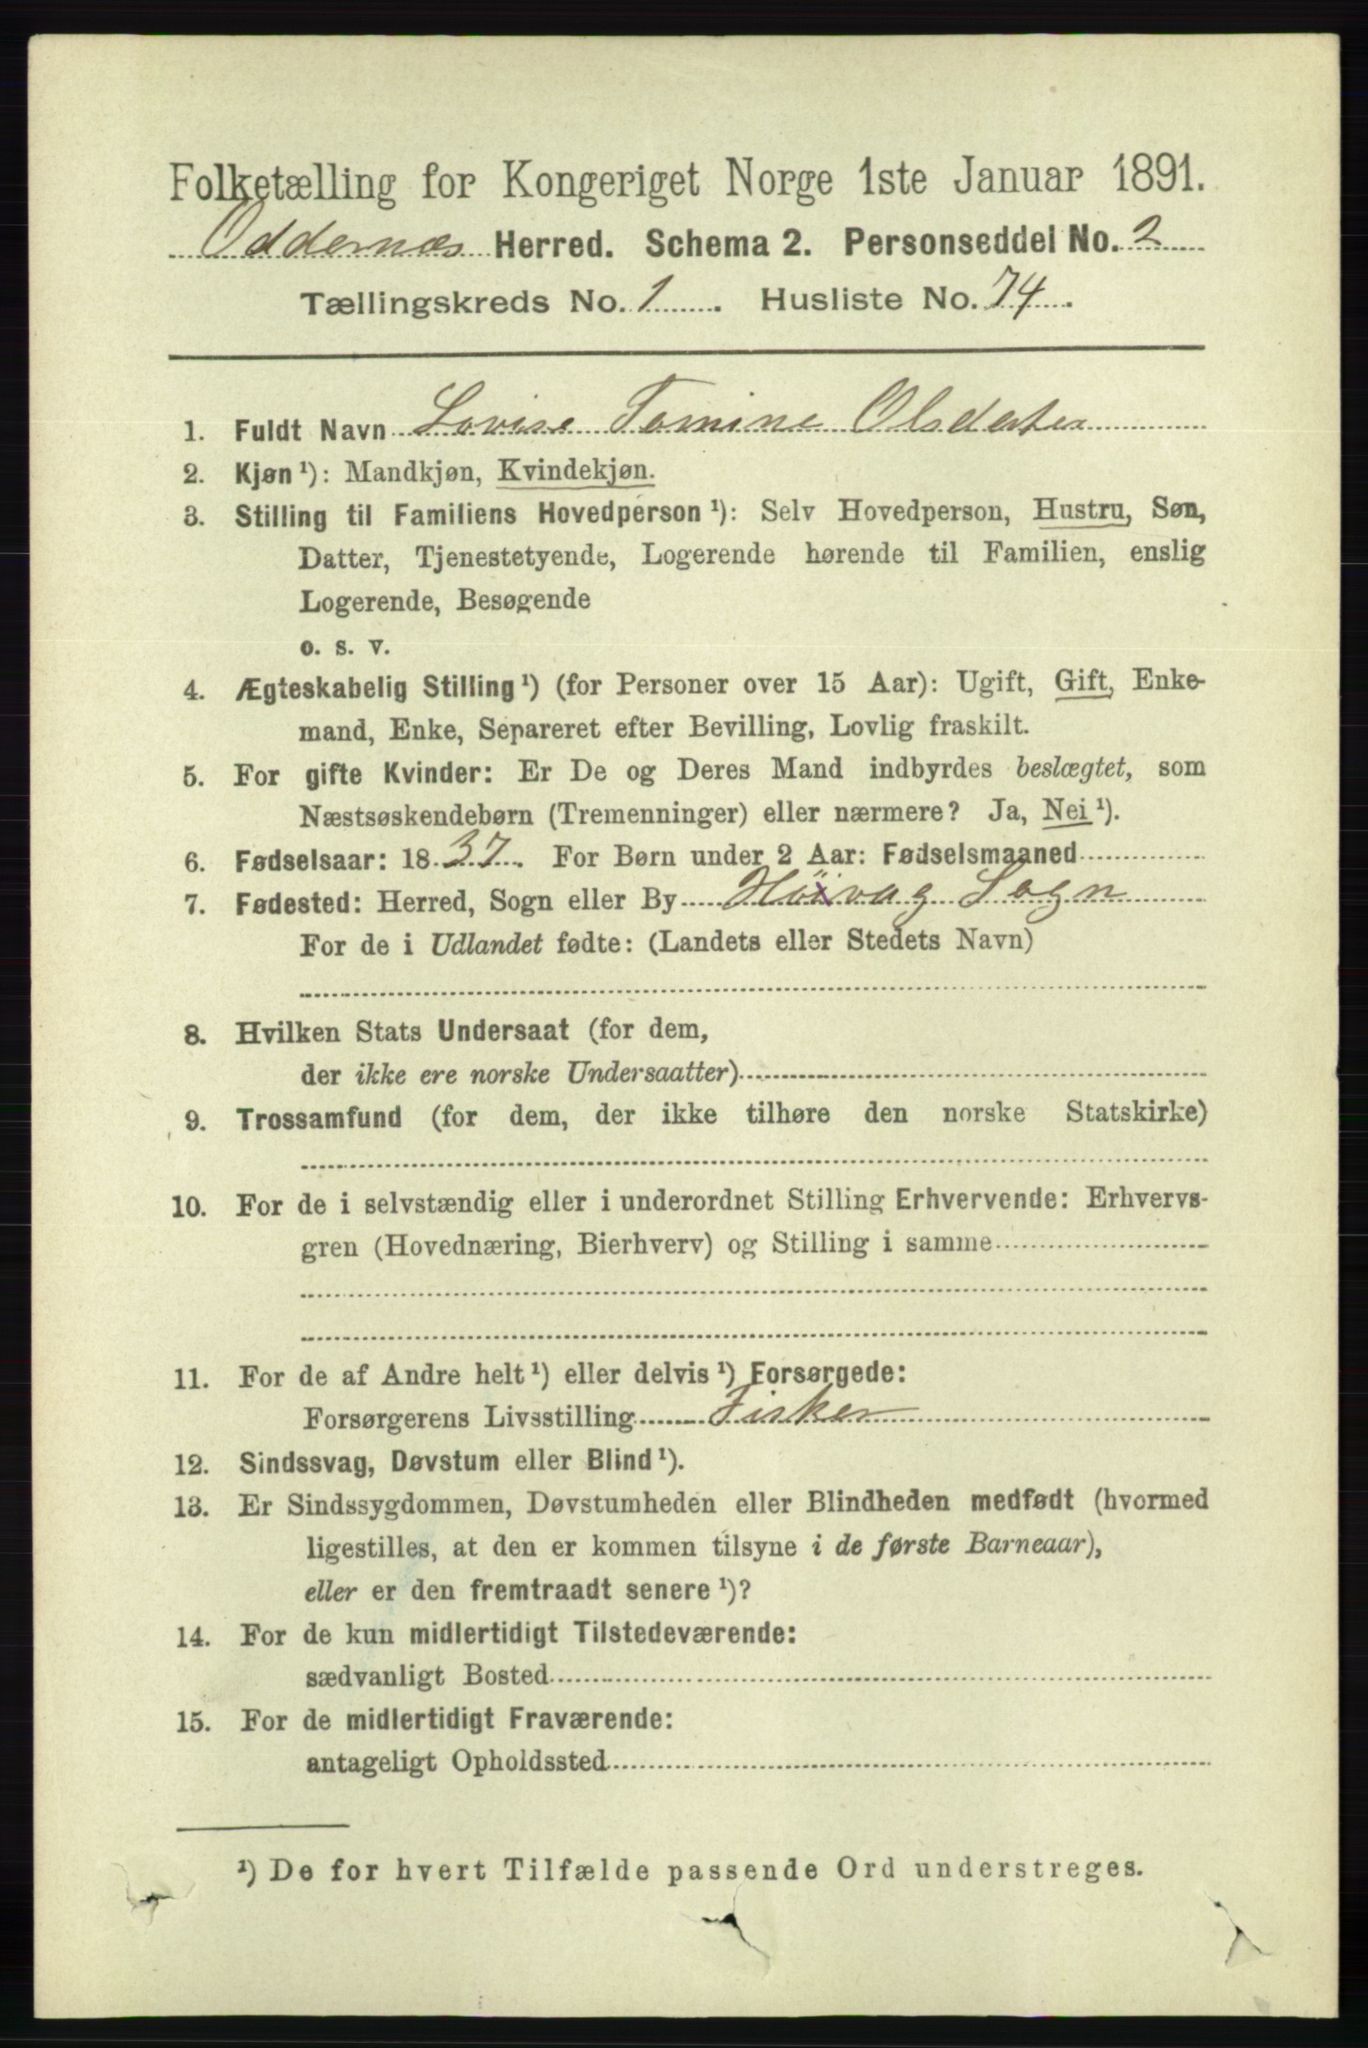 Folketælling for Kongeriget Norge 1ste Januar 1891.
Oddernes Herred. Schema 2. Personseddel No. 2
Tællingskreds No. 1. Husliste No. 74.
1. Fuldt Navn Lovise Tomine Olsdatter
2. Kjøn ¹): Mandkjøn, Kvindekjøn.
3. Stilling til Familiens Hovedperson ¹): Selv Hovedperson, Hustru, Søn,
Datter, Tjenestetyende, Logerende hørende til Familien, enslig
Logerende, Besøgende
o. s. v.
4. Ægteskabelig Stilling ¹) (for Personer over 15 Aar): Ugift, Gift, Enke-
mand, Enke, Separeret efter Bevilling, Lovlig fraskilt.
5. For gifte Kvinder: Er De og Deres Mand indbyrdes beslægtet, som
Næstsøskendebørn (Tremenninger) eller nærmere? Ja, Nei ¹).
6. Fødselsaar: 1837. For Børn under 2 Aar: Fødselsmaaned
7. Fødested: Herred, Sogn eller By Höivag Sogn
For de i Udlandet fødte: (Landets eller Stedets Navn)
8. Hvilken Stats Undersaat (for dem,
der ikke ere norske Undersaatter)
9. Trossamfund (for dem, der ikke tilhøre den norske Statskirke)
10. For de i selvstændig eller i underordnet Stilling Erhvervende: Erhvervs-
gren (Hovednæring, Bierhverv) og Stilling i samme
11. For de af Andre helt ¹) eller delvis ¹) Forsørgede:
Forsørgerens Livsstilling Fisker
12. Sindssvag, Døvstum eller Blind ¹).
13. Er Sindssygdommen, Døvstumheden eller Blindheden medfødt (hvormed
ligestilles, at den er kommen tilsyne i de første Barneaar),
eller er den fremtraadt senere ¹)?
14. For de kun midlertidigt Tilstedeværende:
sædvanligt Bosted
15. For de midlertidigt Fraværende:
antageligt Opholdssted
¹) De for hvert Tilfælde passende Ord understreges.